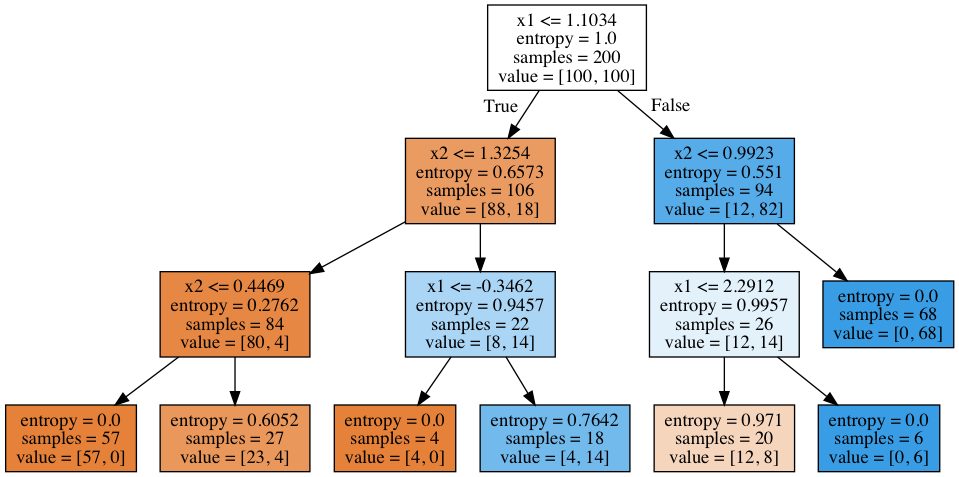 x1 <= 1.1034
entropy = 1.0
samples = 200
value = [100, 100]
True
False
x2 <= 1.3254
entropy = 0.6573
samples = 106
value = [88, 18]
x2 <= 0.9923
entropy = 0.551
samples = 94
value = [12, 82]
x2 <= 0.4469
entropy = 0.2762
samples = 84
value = [80, 4]
x1 <= -0.3462
entropy = 0.9457
samples = 22
value = [8, 14]
x1 <= 2.2912
entropy = 0.9957
samples = 26
value = [12, 14]
entropy = 0.0
samples = 68
value = [0, 68]
entropy = 0.0
samples = 57
value = [57, 0]
entropy = 0.6052
samples = 27
value = [23, 4]
entropy = 0.0
samples = 4
value = [4, 0]
entropy = 0.7642
samples = 18
value = [4, 14]
entropy = 0.971
samples = 20
value = [12, 8]
entropy = 0.0
samples = 6
value = [0, 6]